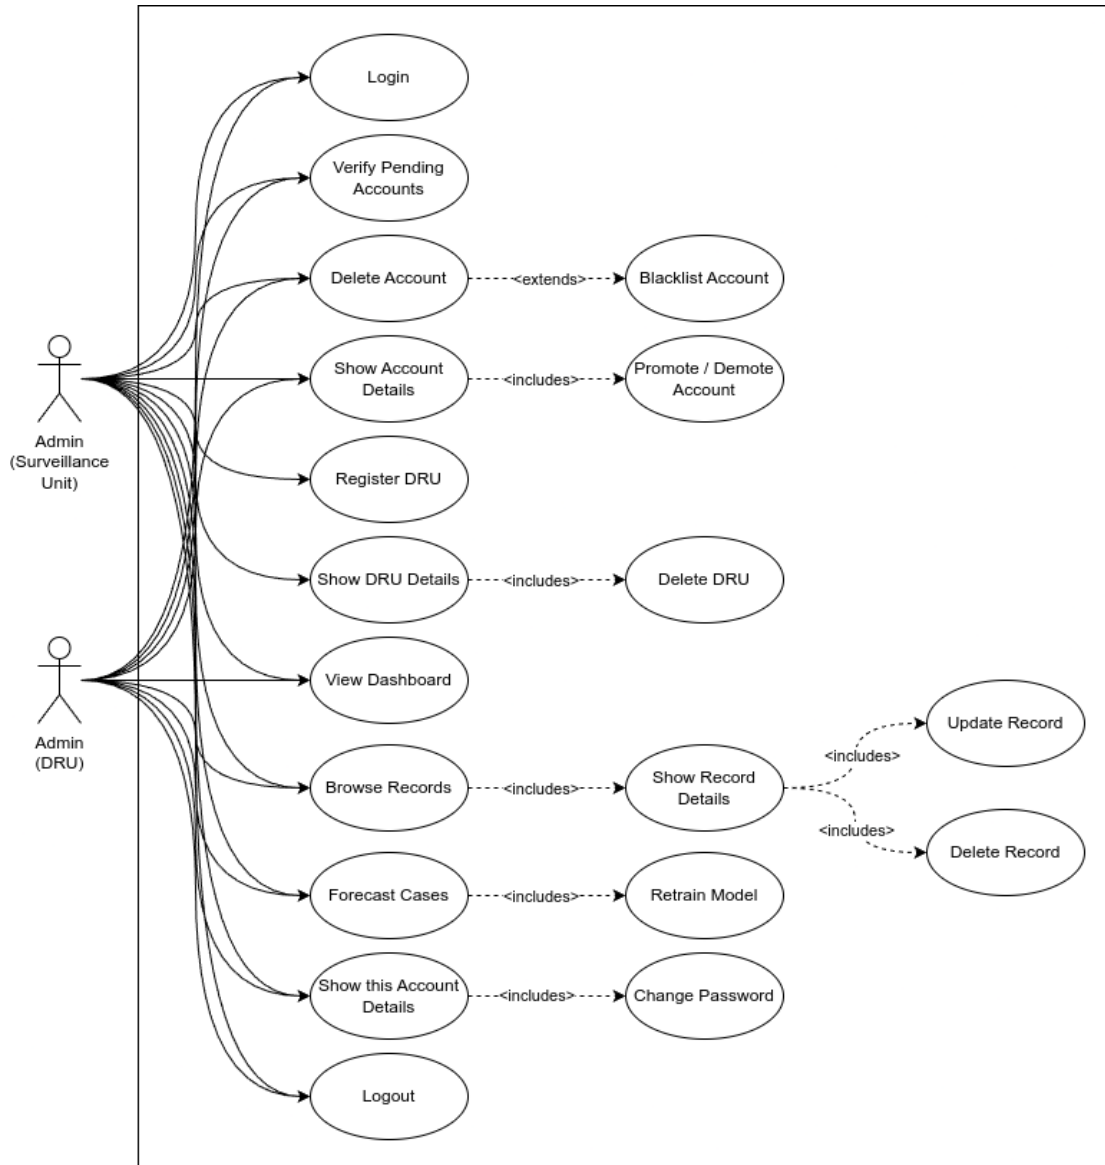 Login
Verify Pending
Accounts
Delete Account
<extends>
Blacklist Account
Show Account
Details
<includes>
Promote / Demote
Account
Admin
(Surveillance
Unit)
Register DRU
Show DRU Details
<includes>
Delete DRU
Admin
(DRU)
View Dashboard
Browse Records
<includes>
Show Record
Details
<includes>
Update Record
<includes>
Delete Record
Forecast Cases
<includes>
Retrain Model
Show this Account
Details
<includes>
Change Password
Logout